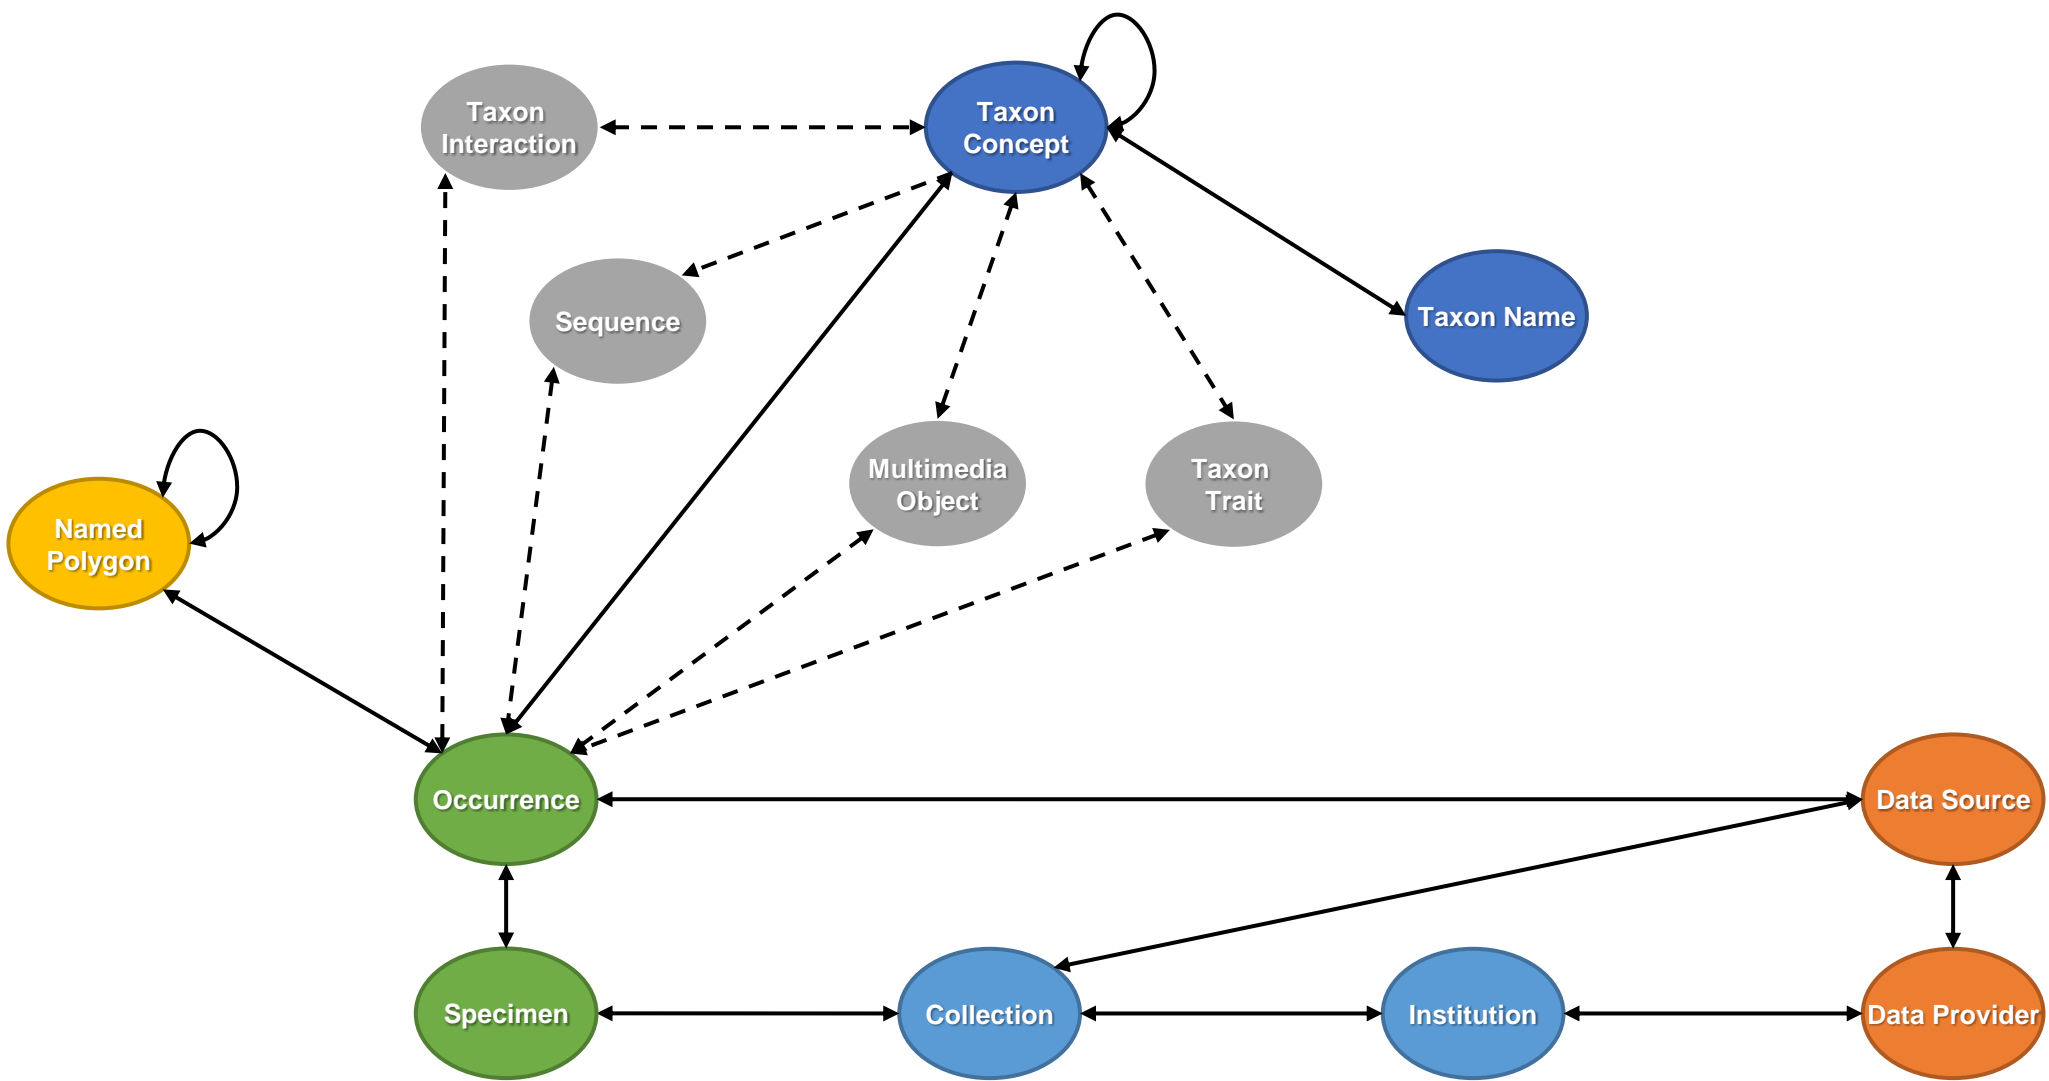 Taxon
Interaction
Taxon
Concept
Sequence
Taxon Name
Multimedia
Object
Taxon
Trait
Named
Polygon
Occurrence
Data Source
Specimen
Collection
Institution
Data Provider